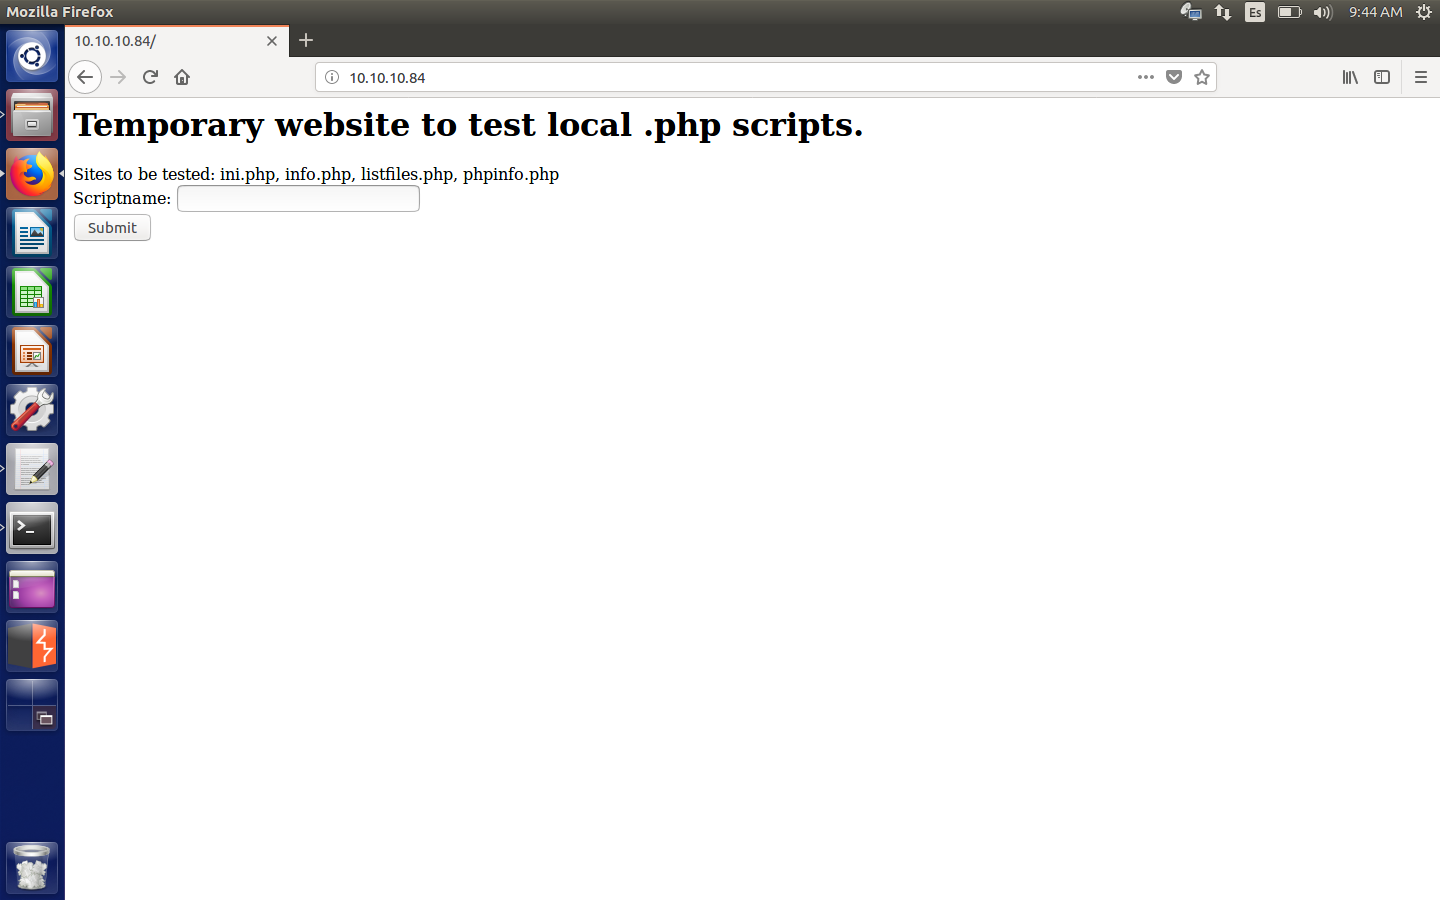 Mozilla Firefox
Es
9:44 AM
10.10.10.84/
10.10.10.84
Temporary website to test local .php scripts.
Sites to be tested: ini.php, info.php, listfiles.php, phpinfo.php
Scriptname:
Submit